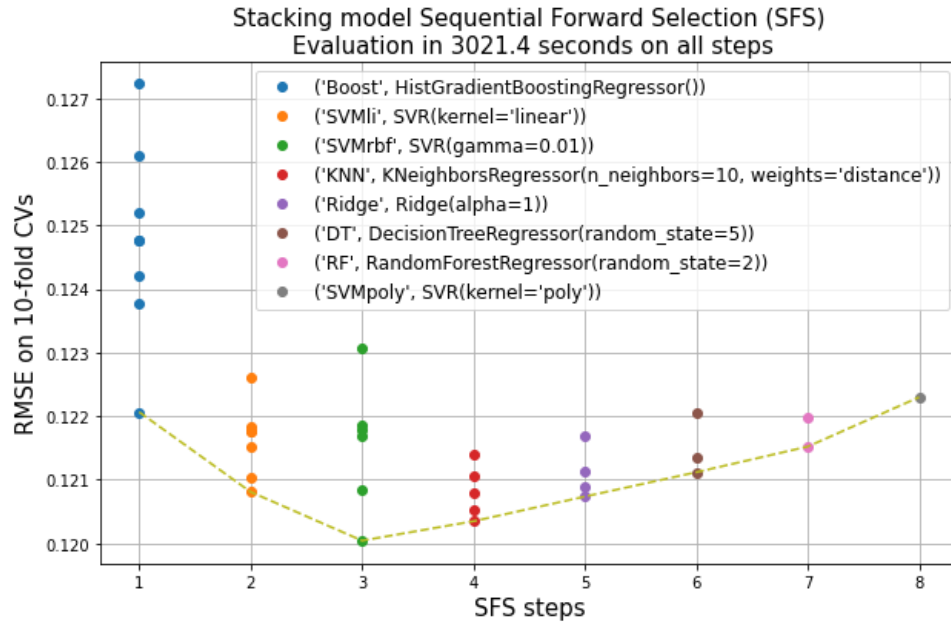 Stacking model Sequential Forward Selection (SFS)
Evaluation in 3021.4 seconds on all steps
('Boost', HistGradientBoostingRegressor())
('SVMli', SVR(kernel='linear'))
('SVMrbf', SVR(gamma=0.01))
('KNN', KNeighborsRegressor(n_neighbors=10, weights='distance'))
('Ridge', Ridge(alpha=1))
('DT', DecisionTreeRegressor(random_state=5))
('RF', RandomForestRegressor(random_state=2))
('SVMpoly', SVR(kernel='poly'))
RMSE on 10-fold CVs
0.127
0.126
0.125
0.124
0.123
0.122
0.121
0.120
1 2 3 4 5 6 7 8
SFS steps